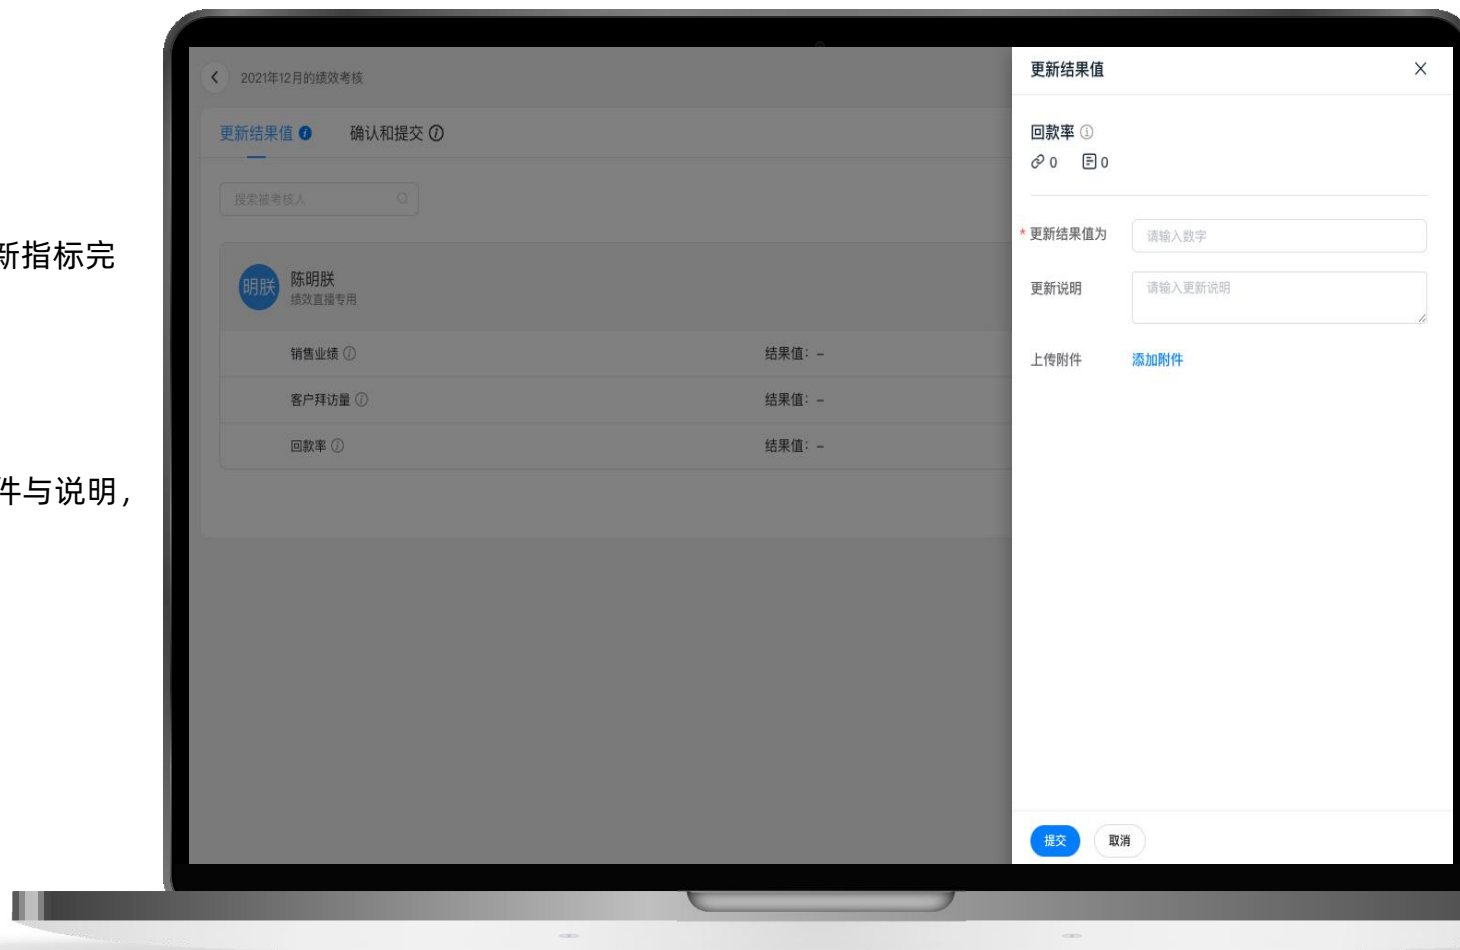 新指标完
件与说明，
2021年12月的绩效考核
更新结果值
确认和提交
搜索被考核人
明朕
陈明朕
绩效直播专用
销售业绩
结果值：–
客户拜访量
结果值：–
回款率
结果值：–
更新结果值
回款率
0
0
* 更新结果值为
请输入数字
更新说明
请输入更新说明
上传附件
添加附件
提交
取消